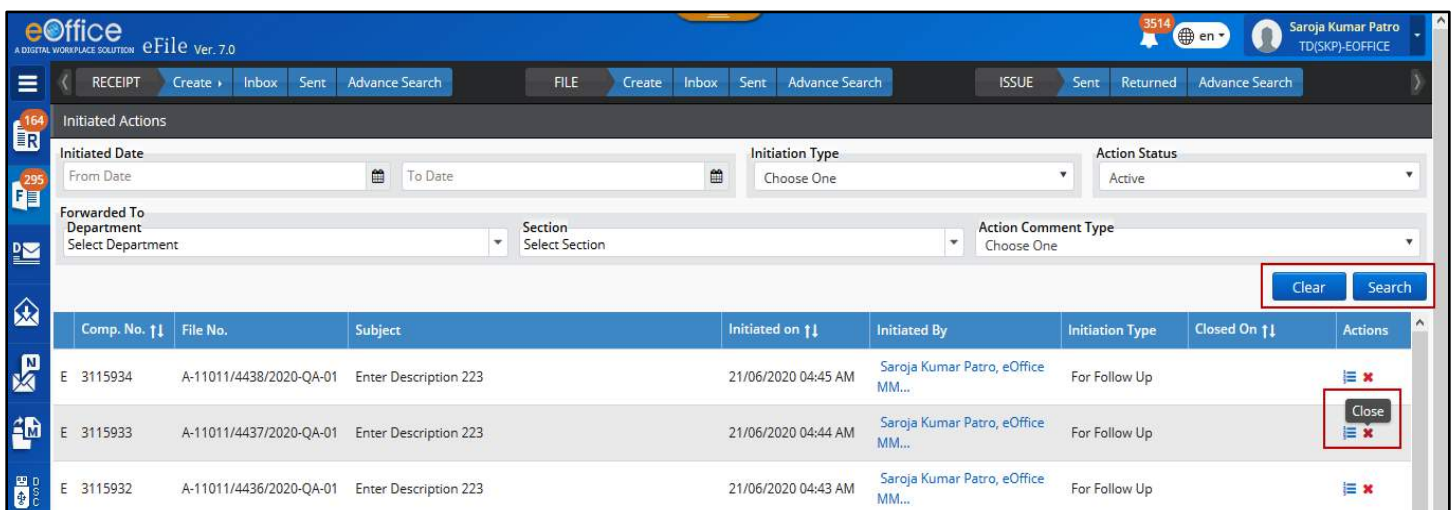 eOffice
A DIGITAL WORKPLACE SOLUTION eFile Ver. 7.0
3514 en Saroja Kumar Patro
TD(SKP)-EOFFICE
RECEIPT Create Inbox Sent Advance Search FILE Create Inbox Sent Advance Search ISSUE Sent Returned Advance Search
164 R
Initiated Actions
Initiated Date Initiation Type Action Status
From Date To Date Choose One Active
295 F
Forwarded To
Department Section Action Comment Type
Select Department Select Section Choose One
D
Clear Search
Comp. No. File No. Subject Initiated on Initiated By Initiation Type Closed On Actions
N
E 3115934 A-11011/4438/2020-QA-01 Enter Description 223 21/06/2020 04:45 AM Saroja Kumar Patro, eOffice MM... For Follow Up
Close
M
E 3115933 A-11011/4437/2020-QA-01 Enter Description 223 21/06/2020 04:44 AM Saroja Kumar Patro, eOffice MM... For Follow Up
DSC
E 3115932 A-11011/4436/2020-QA-01 Enter Description 223 21/06/2020 04:43 AM Saroja Kumar Patro, eOffice MM... For Follow Up